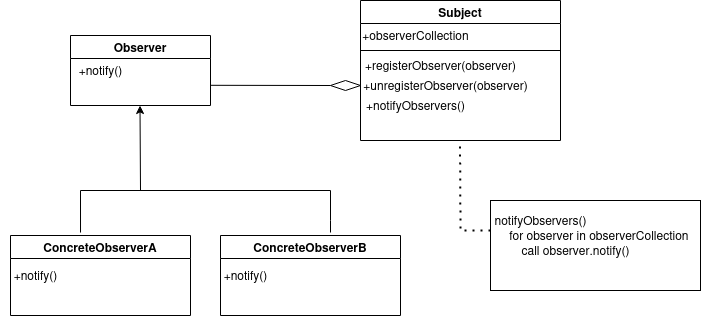 Subject
+observerCollection
+registerObserver(observer)
+unregisterObserver(observer)
+notifyObservers()
Observer
+notify()
ConcreteObserverA
+notify()
ConcreteObserverB
+notify()
notifyObservers()
for observer in observerCollection
call observer.notify()